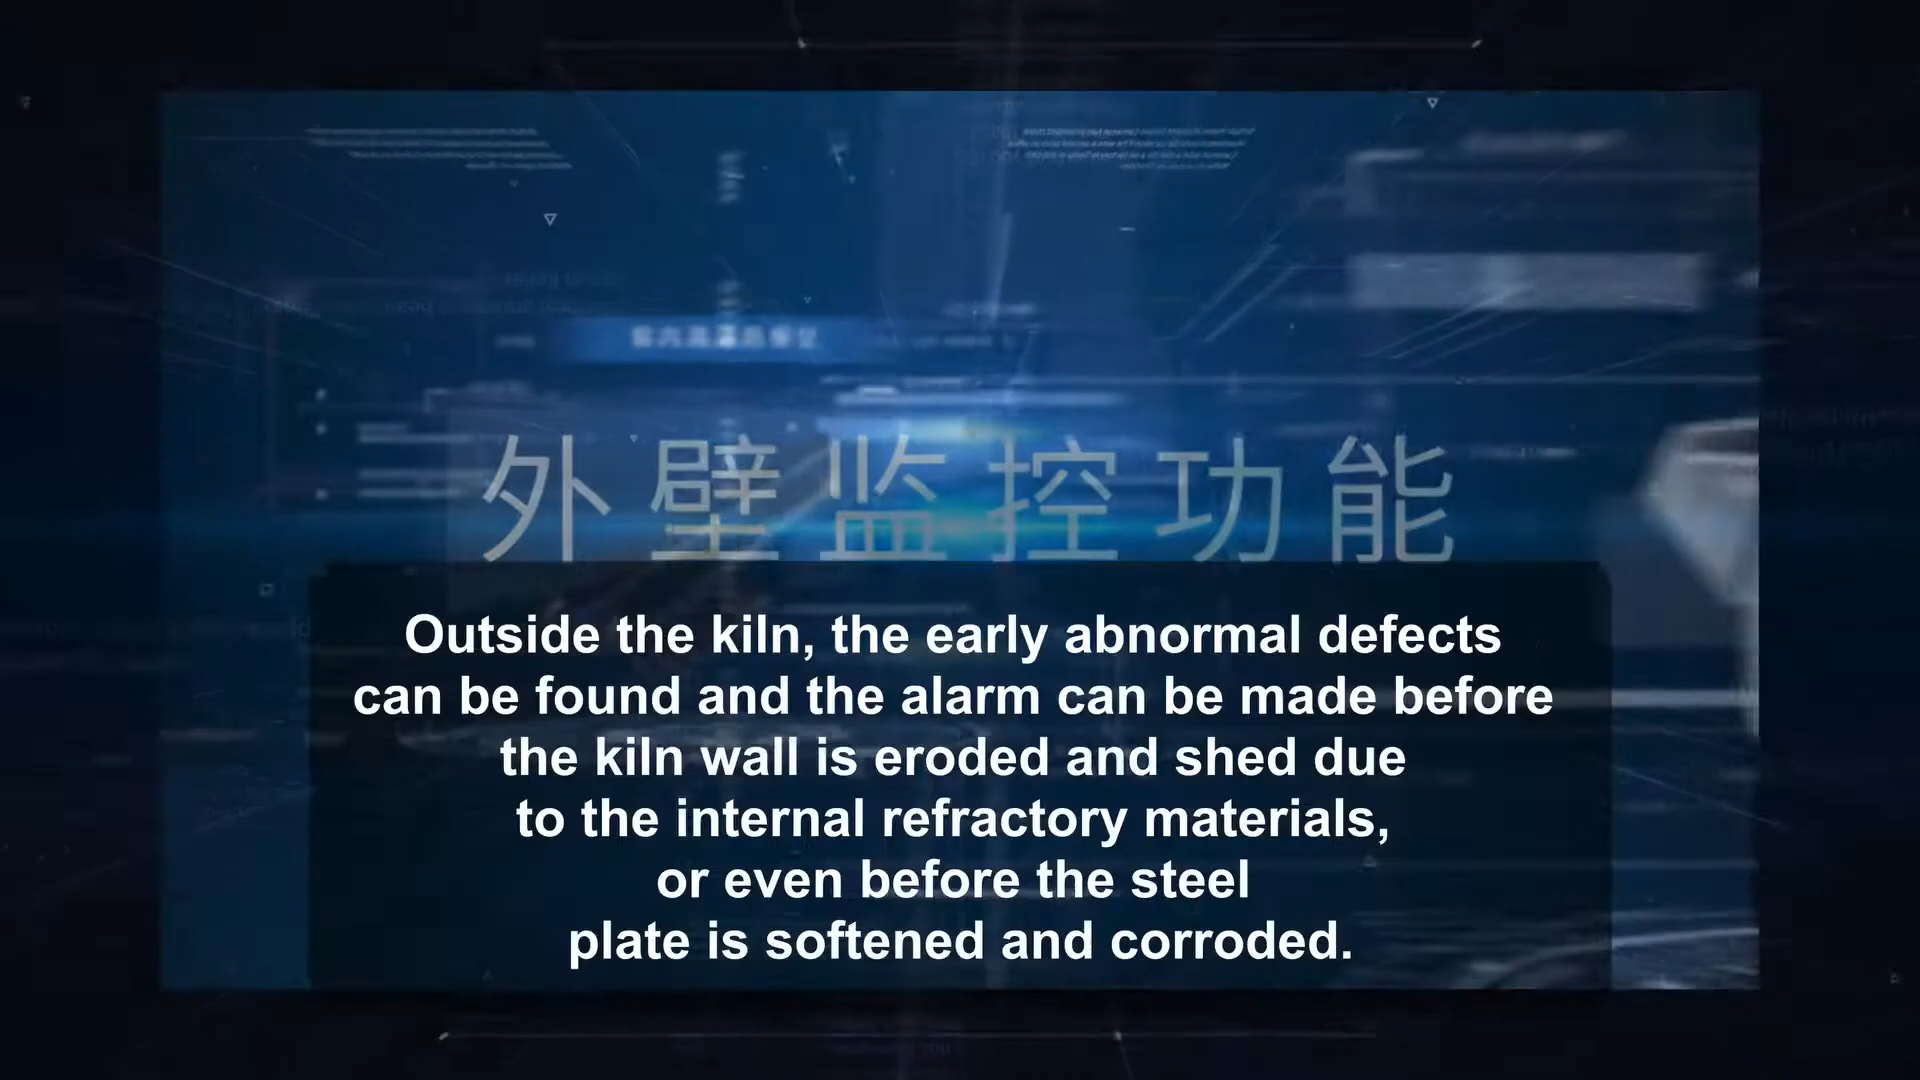 外壁监控功能
Outside the kiln, the early abnormal defects
can be found and the alarm can be made before
the kiln wall is eroded and shed due
to the internal refractory materials,
or even before the steel
plate is softened and corroded.